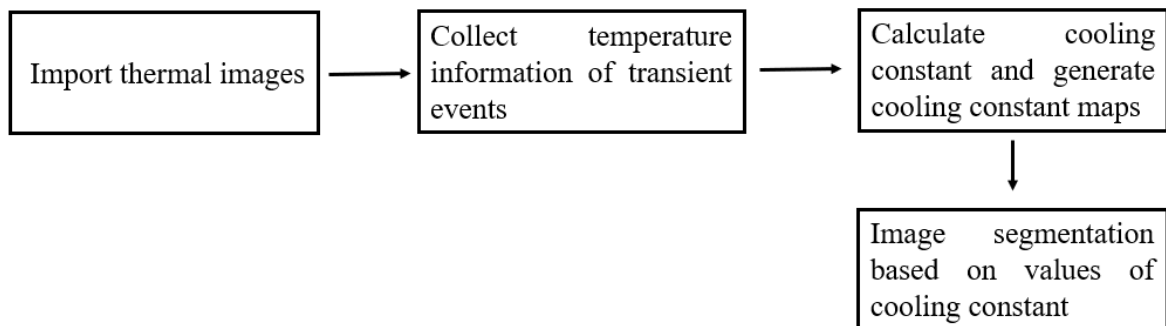 Import thermal images
Collect temperature
information of transient
events
Calculate cooling
constant and generate
cooling constant maps
Image segmentation
based on values of
cooling constant